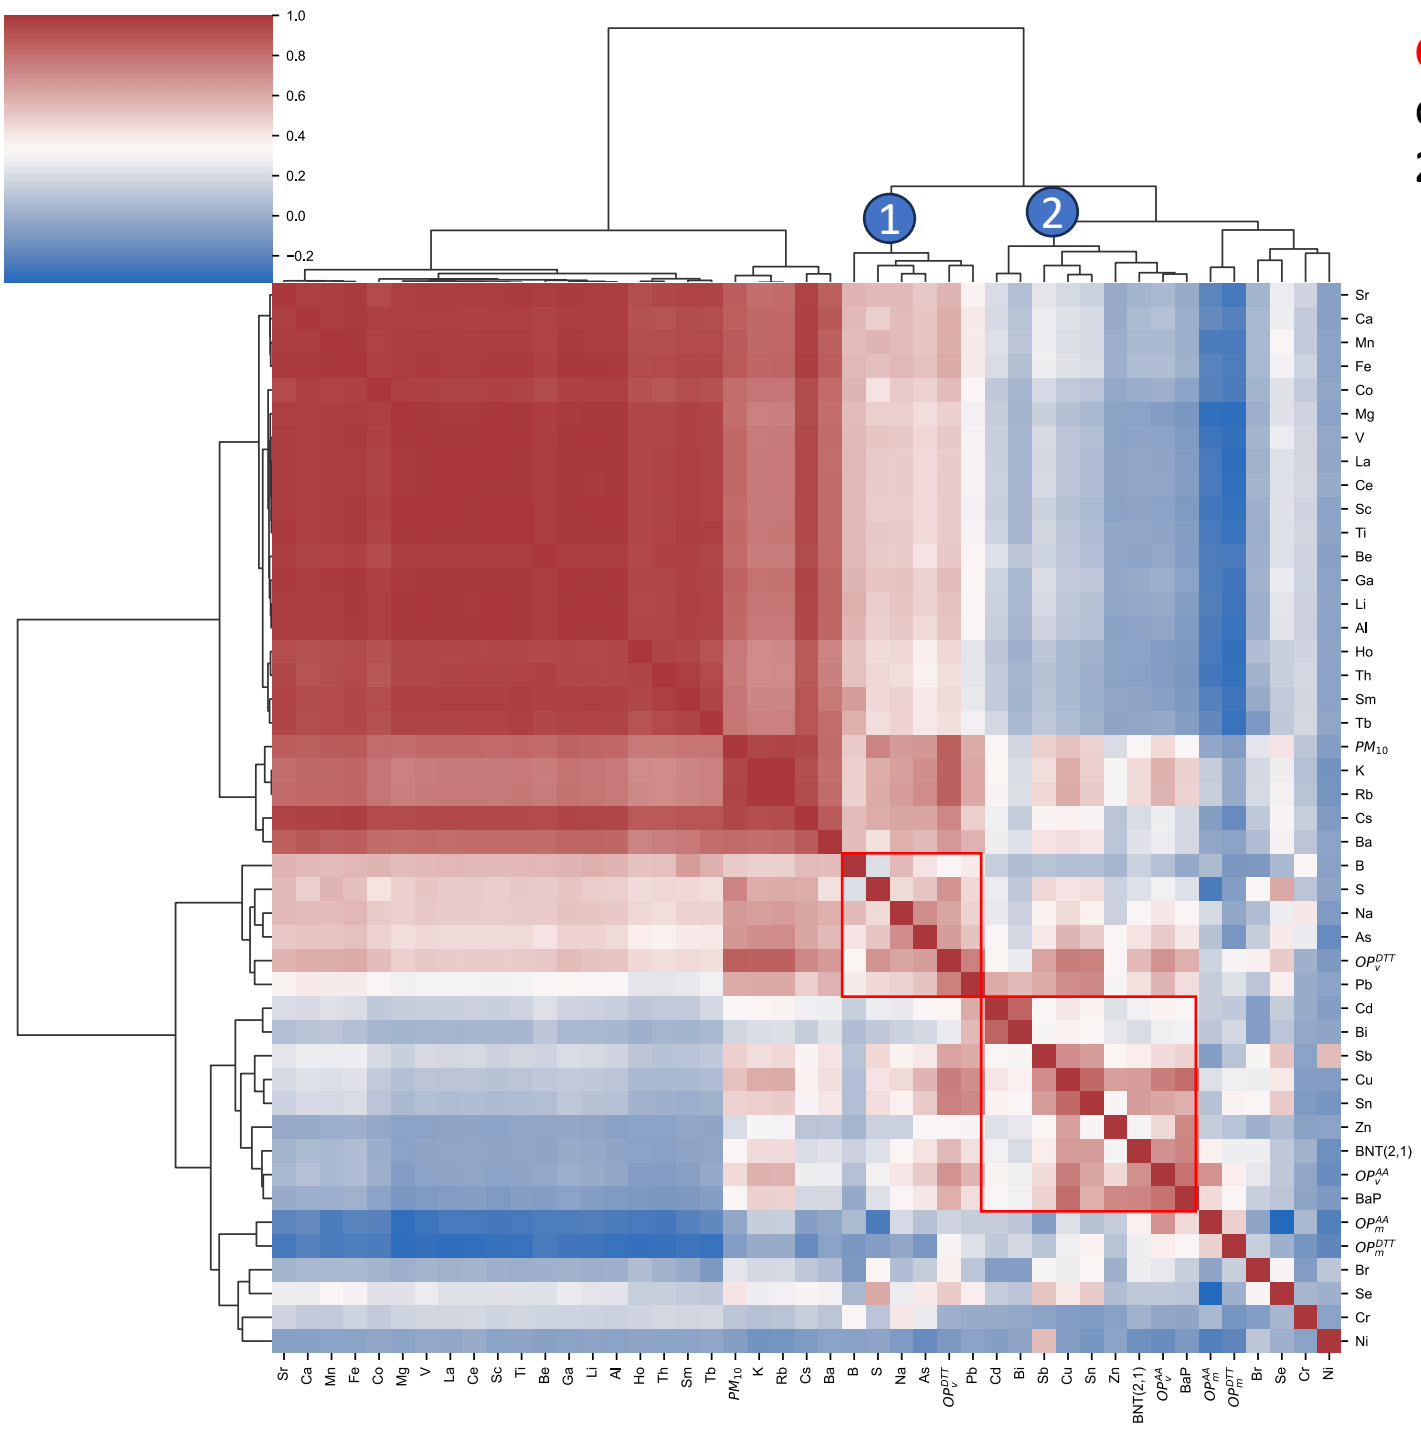 1.0
0.8
0.6
0.4
0.2
0.0
−0.2
1
2
Sr
Ca
Mn
Fe
Co
Mg
V
La
Ce
Sc
Ti
Be
Ga
Li
Al
Ho
Th
Sm
Tb
PM10
K
Rb
Cs
Ba
B
S
Na
As
OPvDTT
Pb
Cd
Bi
Sb
Cu
Sn
Zn
BNT(2,1)
OPvAA
BaP
OPmAA
OPmDTT
Br
Se
Cr
Ni
Sr Ca Mn Fe Co Mg V La Ce Sc Ti Be Ga Li Al Ho Th Sm Tb PM10 K Rb Cs Ba B S Na As OPvDTT Pb Cd Bi Sb Cu Sn Zn BNT(2,1) OPvAA BaP OPmAA OPmDTT Br Se Cr Ni